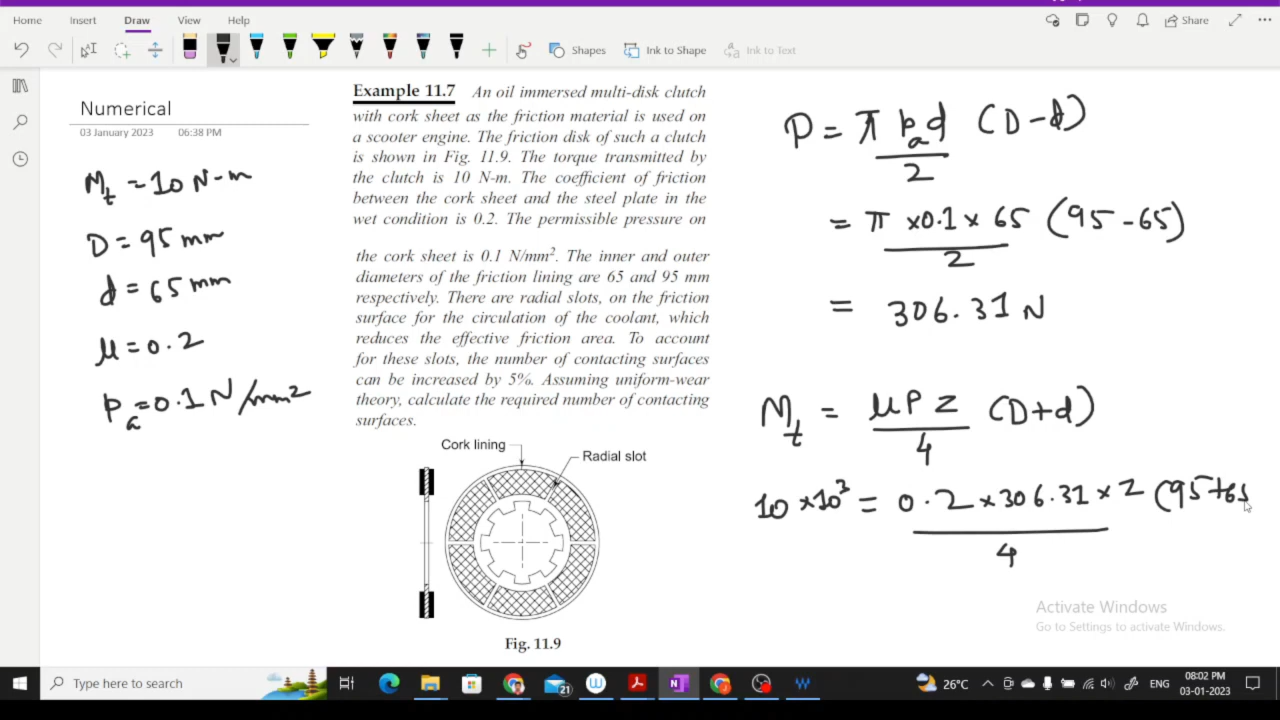 Home Insert Draw View Help
Share
Shapes Ink to Shape Ink to Text
Numerical
03 January 2023 06:38 PM
Mt = 10 N-m
D = 95 mm
d = 65 mm
μ = 0.2
Pa = 0.1 N/mm2
Example 11.7 An oil immersed multi-disk clutch
with cork sheet as the friction material is used on
a scooter engine. The friction disk of such a clutch
is shown in Fig. 11.9. The torque transmitted by
the clutch is 10 N-m. The coefficient of friction
between the cork sheet and the steel plate in the
wet condition is 0.2. The permissible pressure on
the cork sheet is 0.1 N/mm². The inner and outer
diameters of the friction lining are 65 and 95 mm
respectively. There are radial slots, on the friction
surface for the circulation of the coolant, which
reduces the effective friction area. To account
for these slots, the number of contacting surfaces
can be increased by 5%. Assuming uniform-wear
theory, calculate the required number of contacting
surfaces.
Cork lining
Radial slot
Fig. 11.9
P = π Pa d (D-d)
2
= π × 0.1 × 65 (95-65)
2
= 306.31 N
Mt = μ P z (D+d)
4
10 × 10³ = 0.2 × 306.31 × z (95+65
4
Activate Windows
Go to Settings to activate Windows.
Type here to search
21
26°C
ENG
08:02 PM
03-01-2023